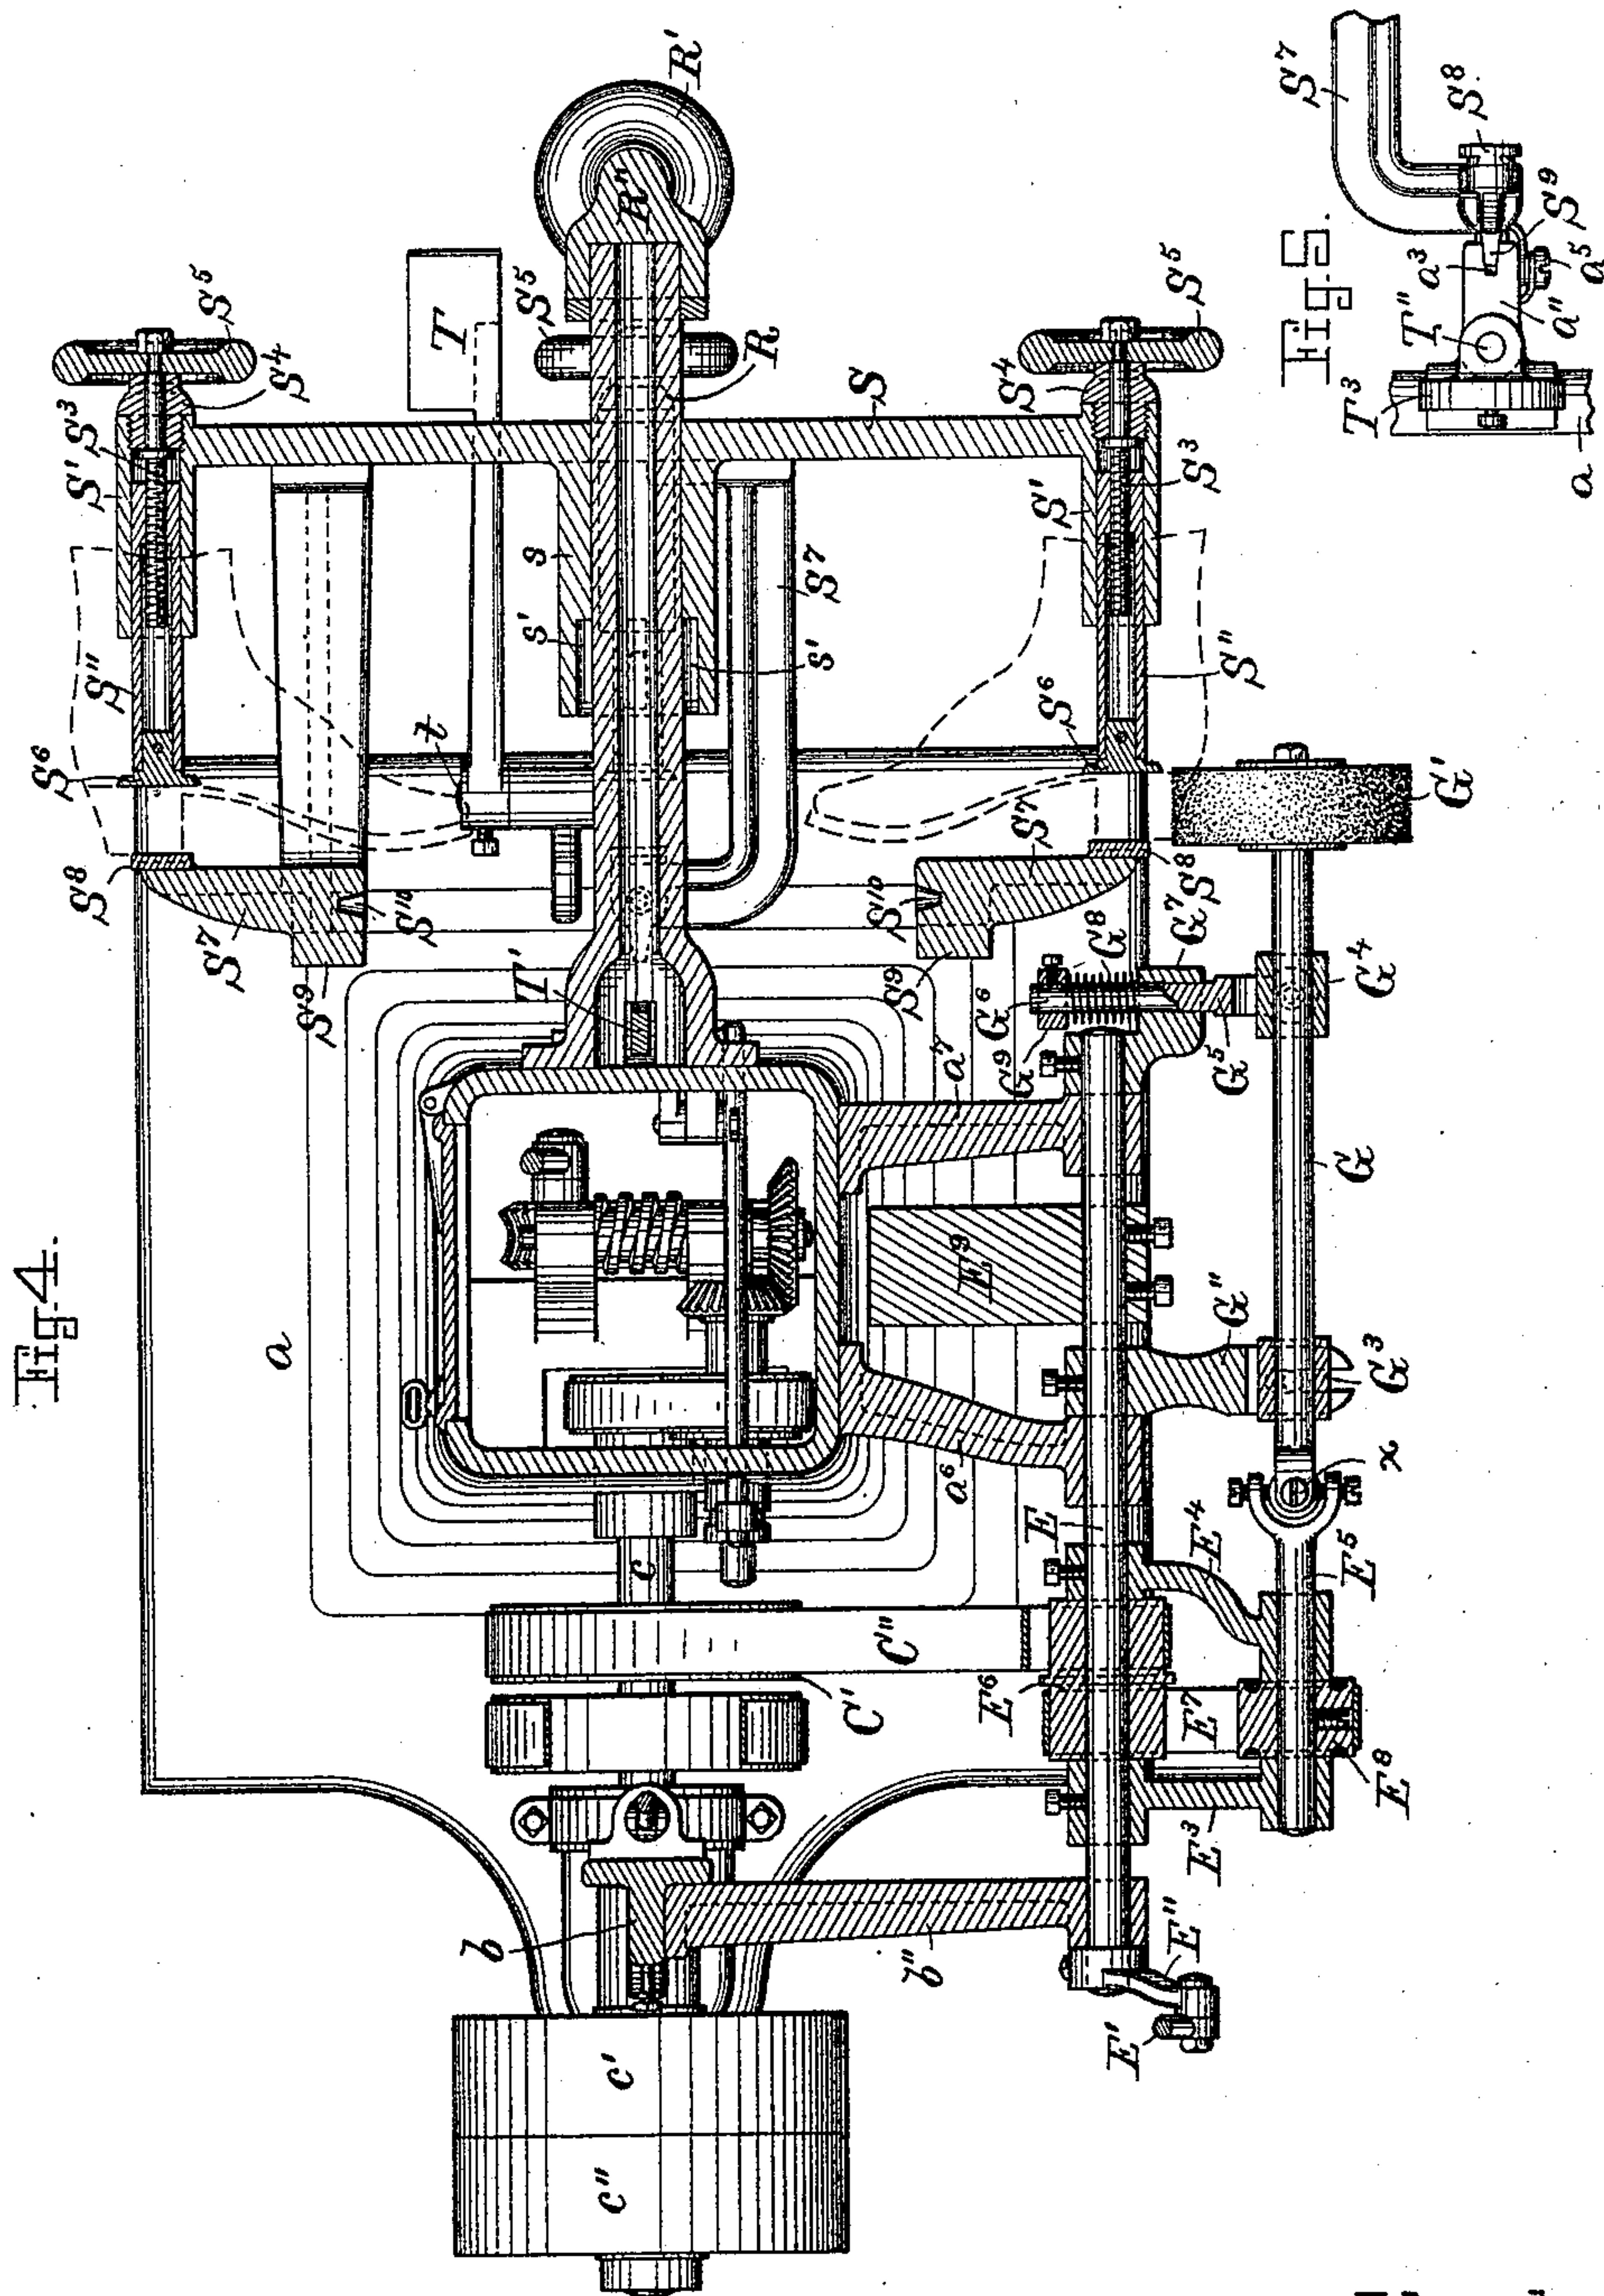 Fig. 4.
Fig. 5.
S⁷
S⁸
S⁹
a³
a⁵
T"
a"
T³
a
R'
R"
S⁵
S⁵
S⁵
T
R
S⁴
S⁴
S
S³
S'
S³
S'
s
s'
s'
S⁷
S"
S"
t
S⁶
S⁶
S⁸
S⁷
S¹⁰
S⁹
S⁷
S⁸
S¹⁰
S⁹
T'
G'
G⁷
G⁸
G⁶
G⁹
G⁵
G⁴
G
a⁷
a
E⁹
G"
G³
x
a⁶
E
E⁴
E⁵
c
C"
C'
E⁶
E⁷
E⁸
E³
b
b"
E"
E'
c'
c"